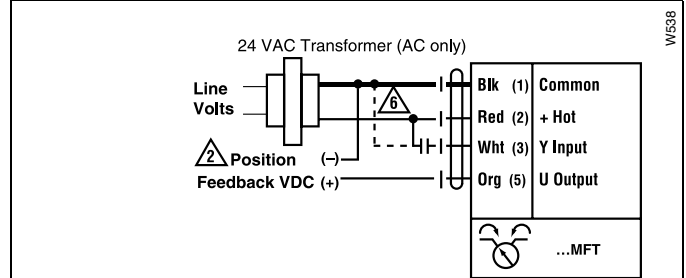 W538
24 VAC Transformer (AC only)
Line
Volts
6
2 Position (–)
Feedback VDC (+)
Blk (1) Common
Red (2) + Hot
Wht (3) Y Input
Org (5) U Output
...MFT